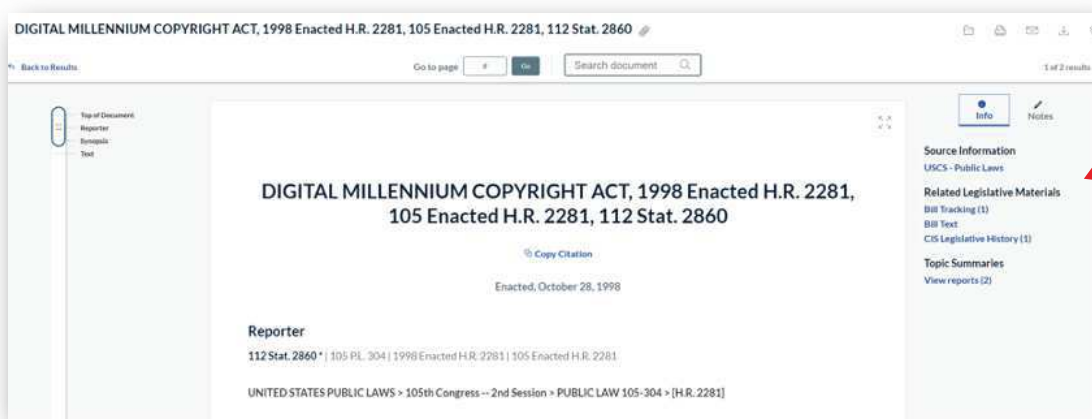 DIGITAL MILLENNIUM COPYRIGHT ACT, 1998 Enacted H.R. 2281, 105 Enacted H.R. 2281, 112 Stat. 2860
Back to Results
Go to page # Go
Search document
1 of 2 results
Top of Document
Reporter
Synopsis
Text
DIGITAL MILLENNIUM COPYRIGHT ACT, 1998 Enacted H.R. 2281,
105 Enacted H.R. 2281, 112 Stat. 2860
Copy Citation
Enacted, October 28, 1998
Reporter
112 Stat. 2860 * | 105 P.L. 304 | 1998 Enacted H.R. 2281 | 105 Enacted H.R. 2281
UNITED STATES PUBLIC LAWS > 105th Congress -- 2nd Session > PUBLIC LAW 105-304 > [H.R. 2281]
Info
Notes
Source Information
USCS - Public Laws
Related Legislative Materials
Bill Tracking (1)
Bill Text
CIS Legislative History (1)
Topic Summaries
View reports (2)